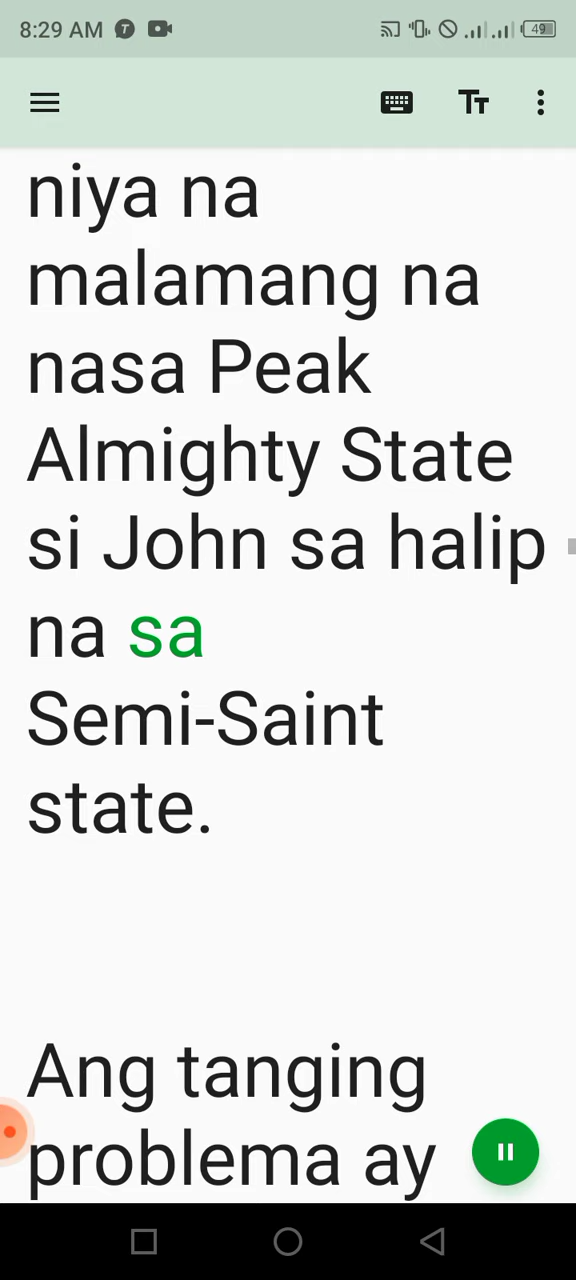 8:29 AM
49
niya na
malamang na
nasa Peak
Almighty State
si John sa halip
na sa
Semi-Saint
state.
Ang tanging
problema ay